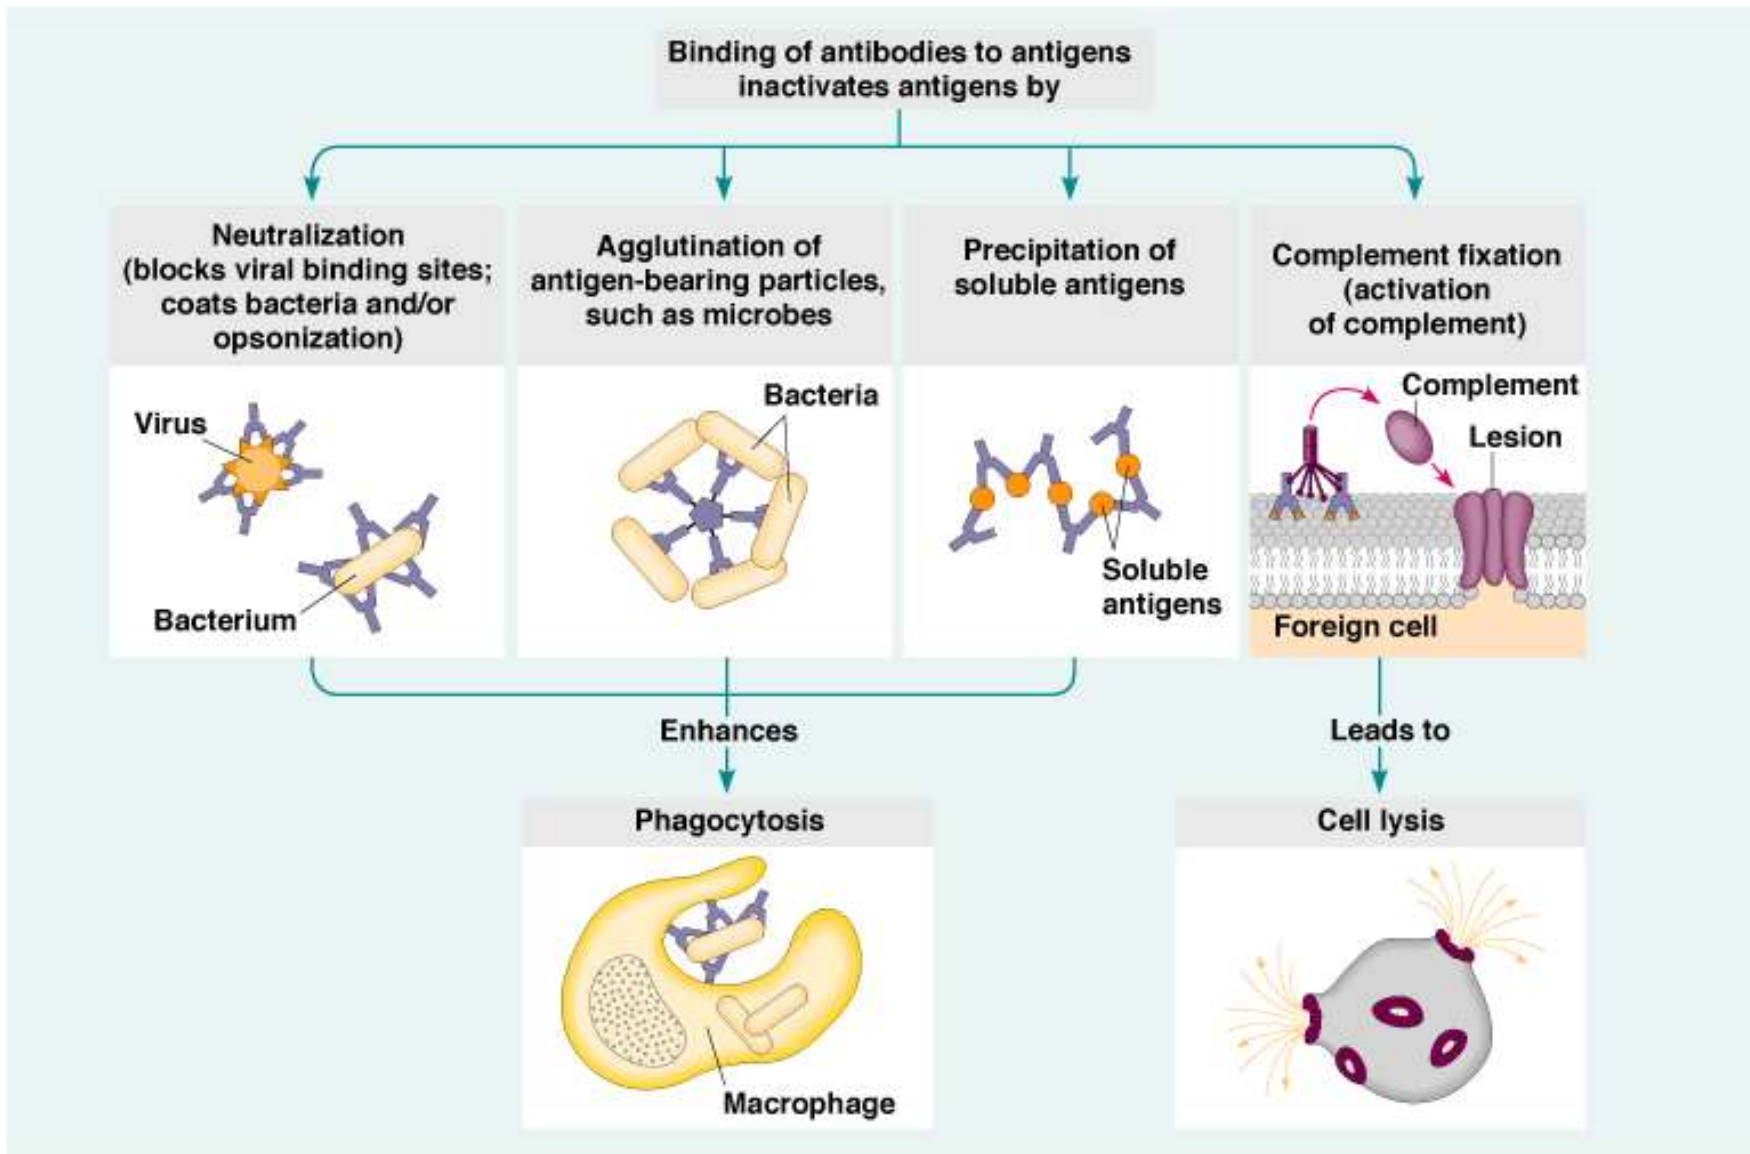 Binding of antibodies to antigens
inactivates antigens by
Neutralization
(blocks viral binding sites;
coats bacteria and/or
opsonization)
Agglutination of
antigen-bearing particles,
such as microbes
Precipitation of
soluble antigens
Complement fixation
(activation
of complement)
Virus
Bacterium
Bacteria
Soluble
antigens
Complement
Lesion
Foreign cell
Enhances
Leads to
Phagocytosis
Macrophage
Cell lysis